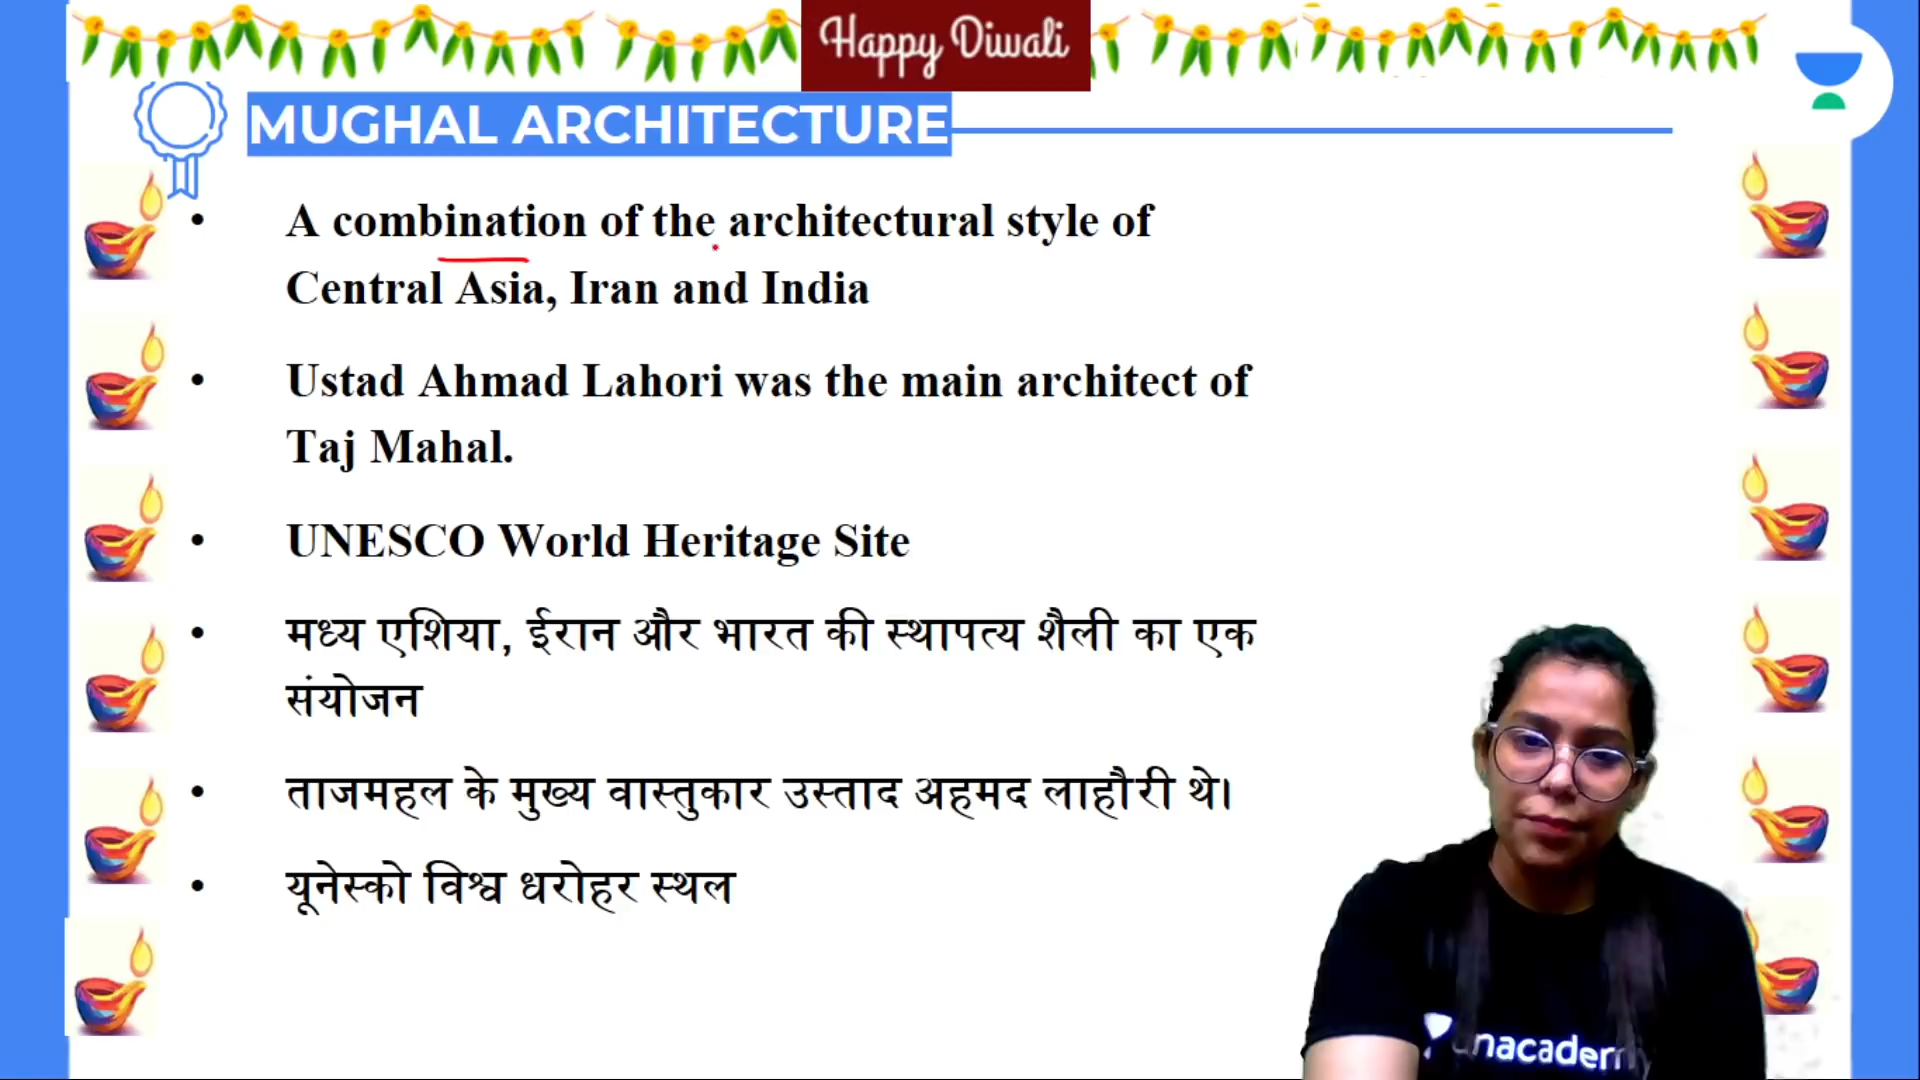 Happy Diwali
MUGHAL ARCHITECTURE
• A combination of the architectural style of
Central Asia, Iran and India
• Ustad Ahmad Lahori was the main architect of
Taj Mahal.
• UNESCO World Heritage Site
• मध्य एशिया, ईरान और भारत की स्थापत्य शैली का एक
संयोजन
• ताजमहल के मुख्य वास्तुकार उस्ताद अहमद लाहौरी थे।
• यूनेस्को विश्व धरोहर स्थल